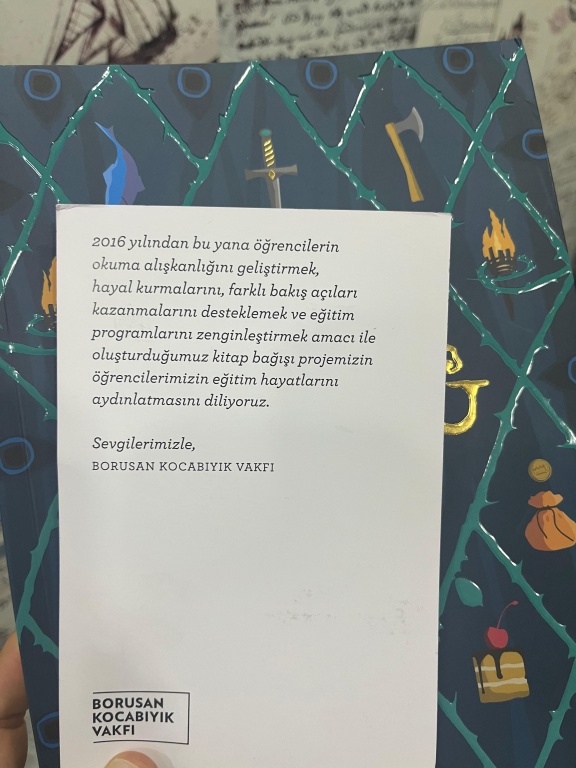 2016 yılından bu yana öğrencilerin
okuma alışkanlığını geliştirmek,
hayal kurmalarını, farklı bakış açıları
kazanmalarını desteklemek ve eğitim
programlarını zenginleştirmek amacı ile
oluşturduğumuz kitap bağışı projemizin
öğrencilerimizin eğitim hayatlarını
aydınlatmasını diliyoruz.
Sevgilerimizle,
BORUSAN KOCABIYIK VAKFI
BORUSAN
KOCABIYIK
VAKFI